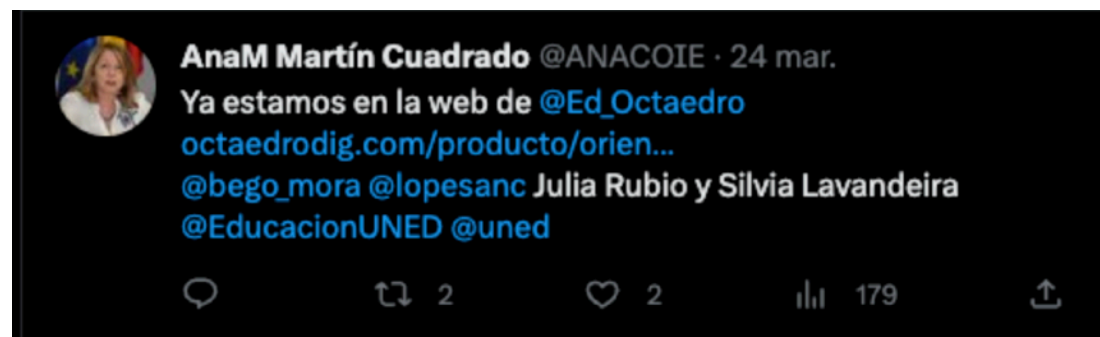 AnaM Martín Cuadrado @ANACOIE · 24 mar.
Ya estamos en la web de @Ed_Octaedro
octaedrodig.com/producto/orien...
@bego_mora @lopesanc Julia Rubio y Silvia Lavandeira
@EducacionUNED @uned
2 2 179